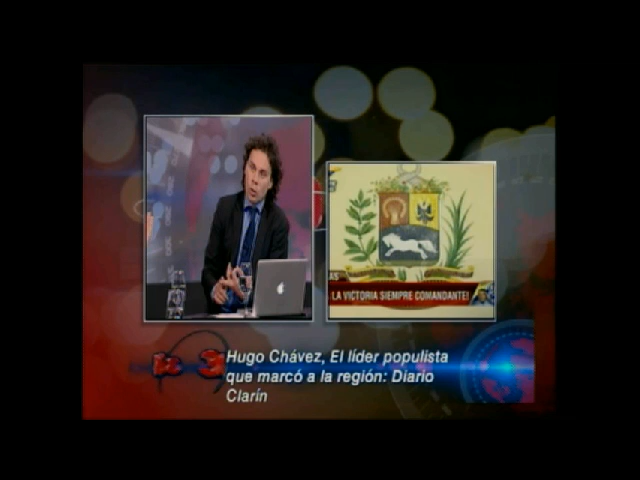 LA VICTORIA SIEMPRE COMANDANTE!
Hugo Chávez, El líder populista
que marcó a la región: Diario
Clarín